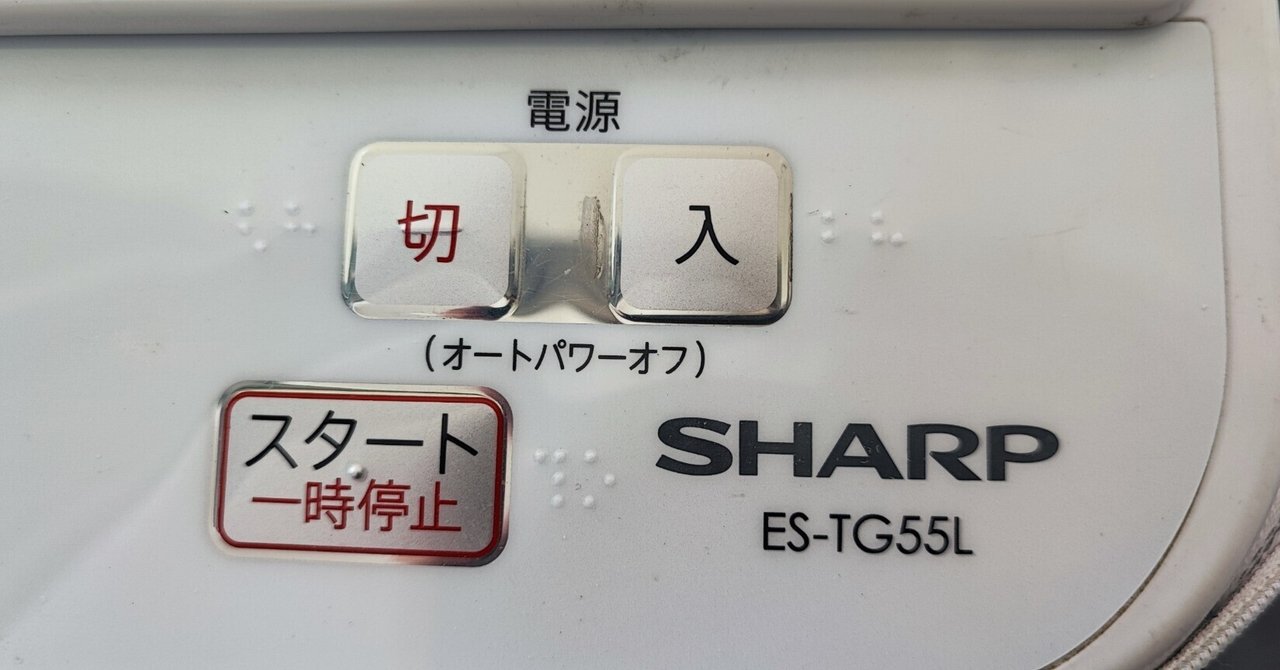 電源
切 入
(オートパワーオフ)
スタート
一時停止
SHARP
ES-TG55L